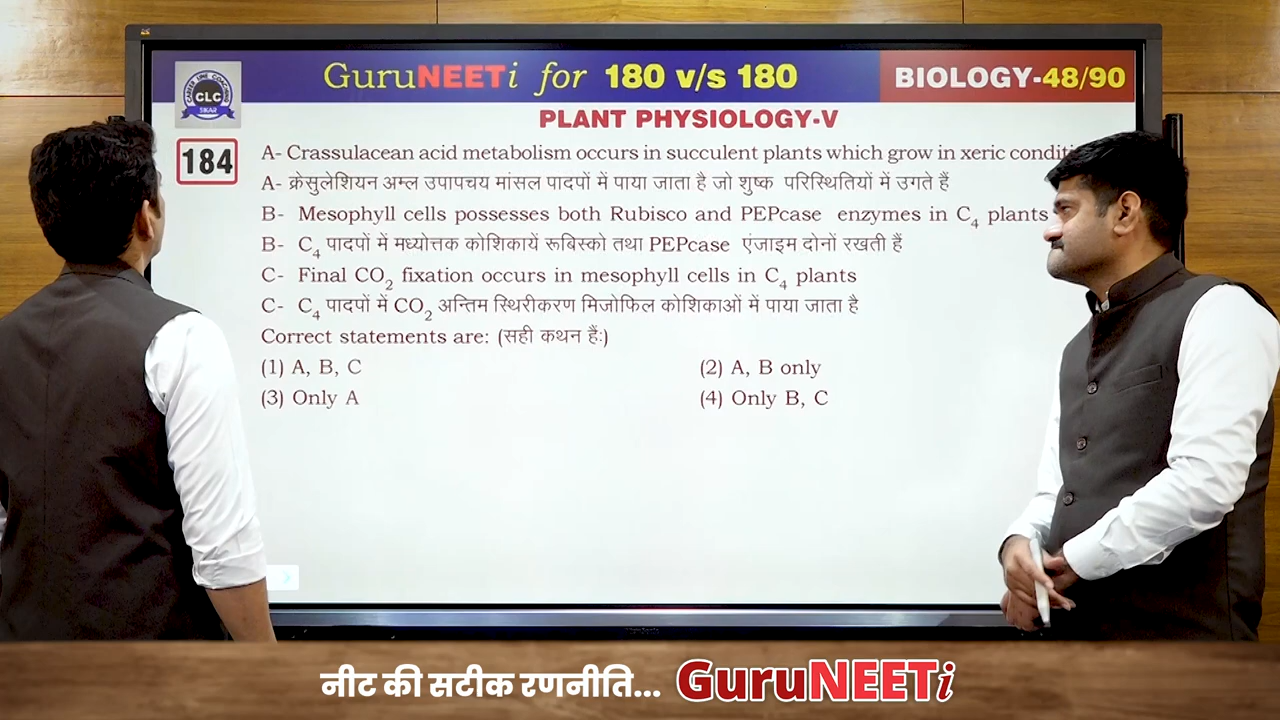 GuruNEETi for 180 v/s 180
BIOLOGY-48/90
CLC
SIKAR
PLANT PHYSIOLOGY-V
184
A- Crassulacean acid metabolism occurs in succulent plants which grow in xeric
A- क्रेसुलेशियन अम्ल उपापचय मांसल पादपों में पाया जाता है जो शुष्क परिस्थितियों में उगते हैं
B- Mesophyll cells possesses both Rubisco and PEPcase enzymes in C4 plants
B- C4 पादपों में मध्योत्तक कोशिकायें रूबिस्को तथा PEPcase एंजाइम दोनों रखती हैं
C- Final CO2 fixation occurs in mesophyll cells in C4 plants
C- C4 पादपों में CO2 अन्तिम स्थिरीकरण मिजोफिल कोशिकाओं में पाया जाता है
Correct statements are: (सही कथन हैं:)
(1) A, B, C
(2) A, B only
(3) Only A
(4) Only B, C
नीट की सटीक रणनीति... GuruNEETi